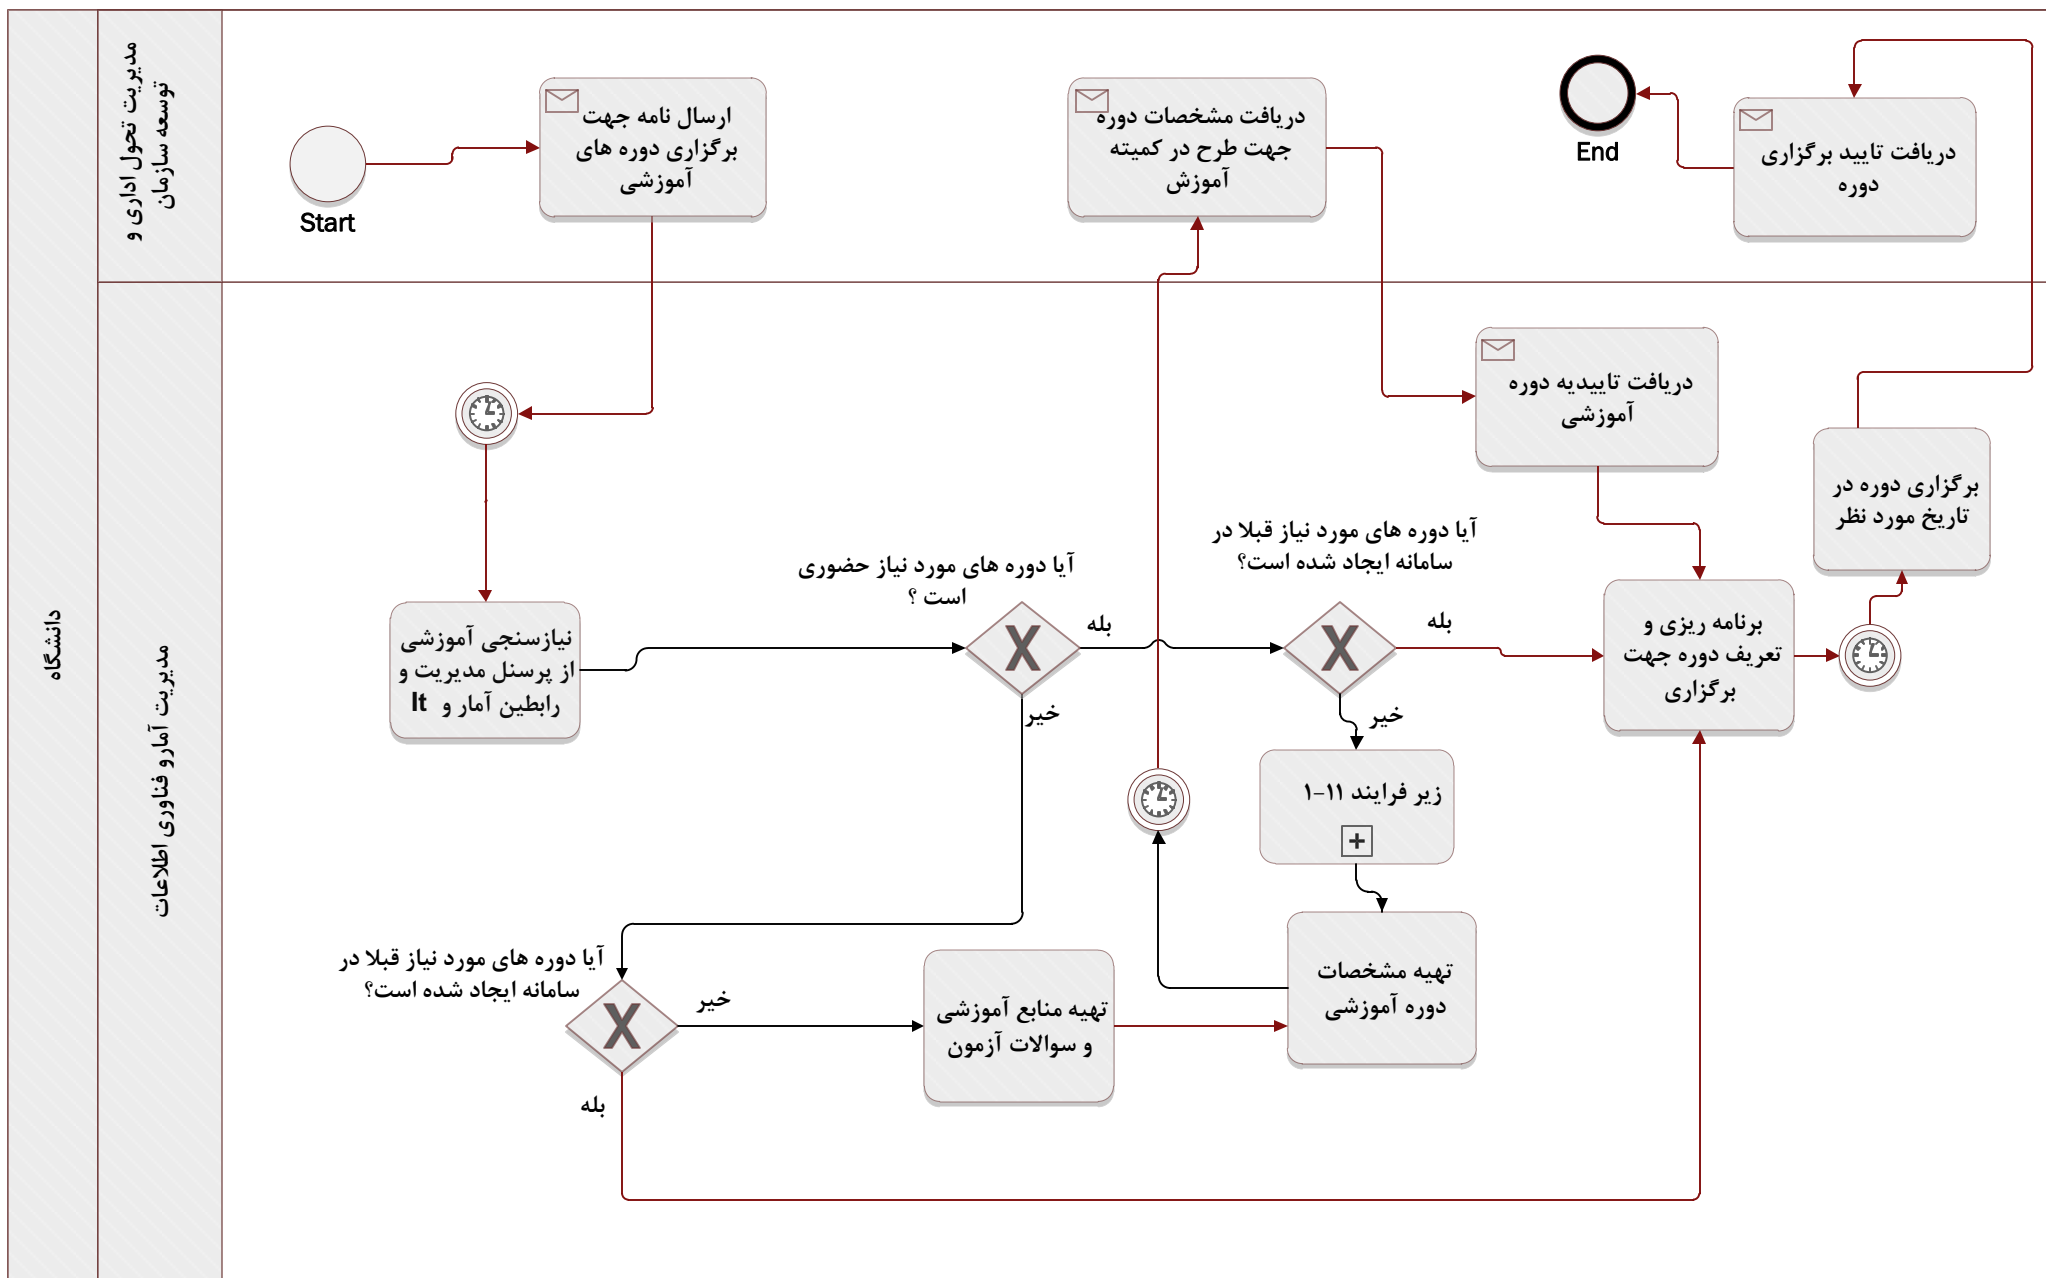 دانشگاه
مدیریت تحول اداری و
توسعه سازمان
Start
ارسال نامه جهت
برگزاری دوره های
آموزشی
دریافت مشخصات دوره
جهت طرح در کمیته
آموزش
End
دریافت تایید برگزاری
دوره
مدیریت آمارو فناوری اطلاعات
دریافت تاییدیه دوره
آموزشی
برگزاری دوره در
تاریخ مورد نظر
آیا دوره های مورد نیاز حضوری
است ؟
آیا دوره های مورد نیاز قبلا در
سامانه ایجاد شده است؟
نیازسنجی آموزشی
از پرسنل مدیریت و
رابطین آمار و It
بله
خیر
بله
خیر
برنامه ریزی و
تعریف دوره جهت
برگزاری
زیر فرایند ۱۱-۱
آیا دوره های مورد نیاز قبلا در
سامانه ایجاد شده است؟
خیر
بله
تهیه منابع آموزشی
و سوالات آزمون
تهیه مشخصات
دوره آموزشی